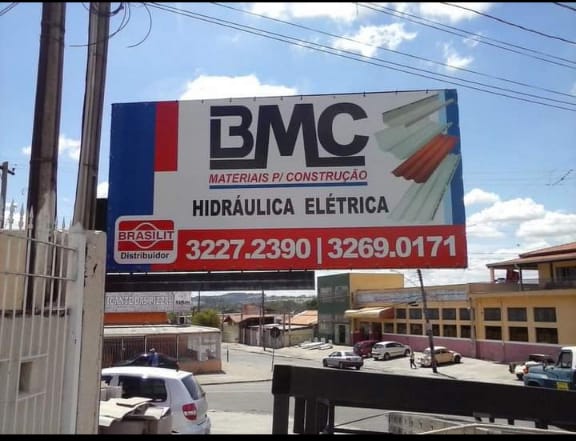 BMC
MATERIAIS P/ CONSTRUÇÃO
HIDRÁULICA ELÉTRICA
BRASILIT
Distribuidor
3227.2390 | 3269.0171